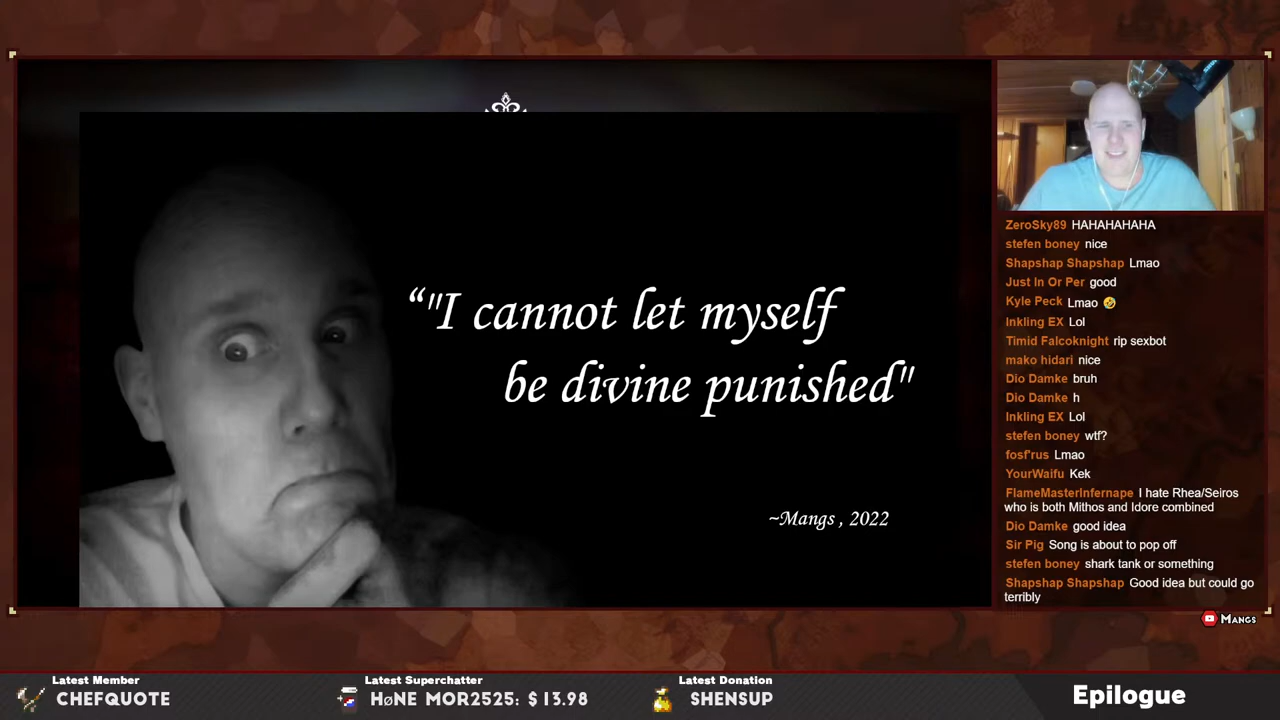 “"I cannot let myself
be divine punished"
~Mangs , 2022
ZeroSky89 HAHAHAHAHA
stefen boney nice
Shapshap Shapshap Lmao
Just In Or Per good
Kyle Peck Lmao 🤣
Inkling EX Lol
Timid Falcoknight rip sexbot
mako hidari nice
Dio Damke bruh
Dio Damke h
Inkling EX Lol
stefen boney wtf?
fosf'rus Lmao
YourWaifu Kek
FlameMasterInfernape I hate Rhea/Seiros
who is both Mithos and Idore combined
Dio Damke good idea
Sir Pig Song is about to pop off
stefen boney shark tank or something
Shapshap Shapshap Good idea but could go
terribly
Mangs
Latest Member
CHEFQUOTE
Latest Superchatter
HøNE MOR2525: $13.98
Latest Donation
SHENSUP
Epilogue